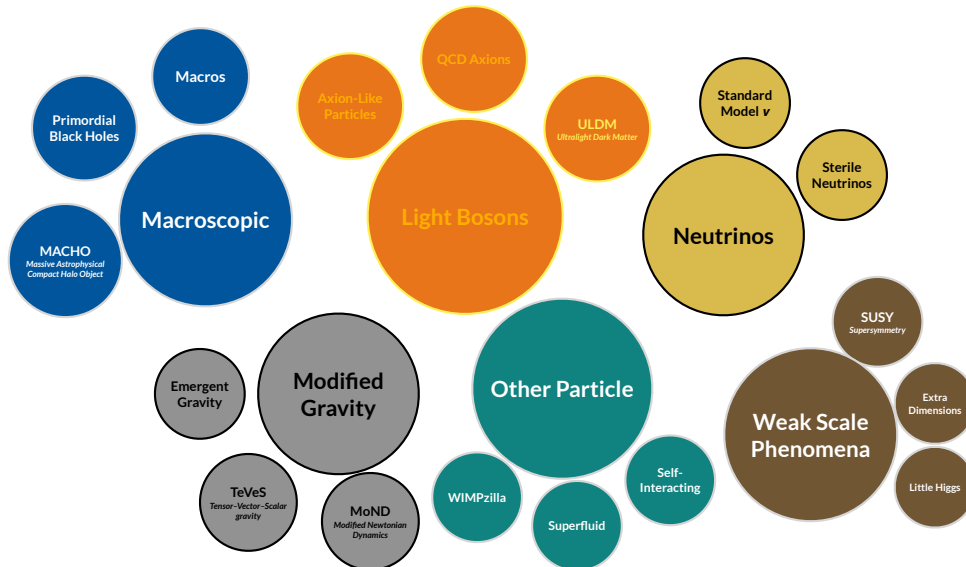 Macros
Primordial
Black Holes
MACHO
Massive Astrophysical
Compact Halo Object
Macroscopic
QCD Axions
Axion-Like
Particles
ULDM
Ultralight Dark Matter
Light Bosons
Standard
Model ν
Sterile
Neutrinos
Neutrinos
Emergent
Gravity
Modified
Gravity
TeVeS
Tensor–Vector–Scalar
gravity
MoND
Modified Newtonian
Dynamics
Other Particle
WIMPzilla
Superfluid
Self-
Interacting
SUSY
Supersymmetry
Extra
Dimensions
Weak Scale
Phenomena
Little Higgs